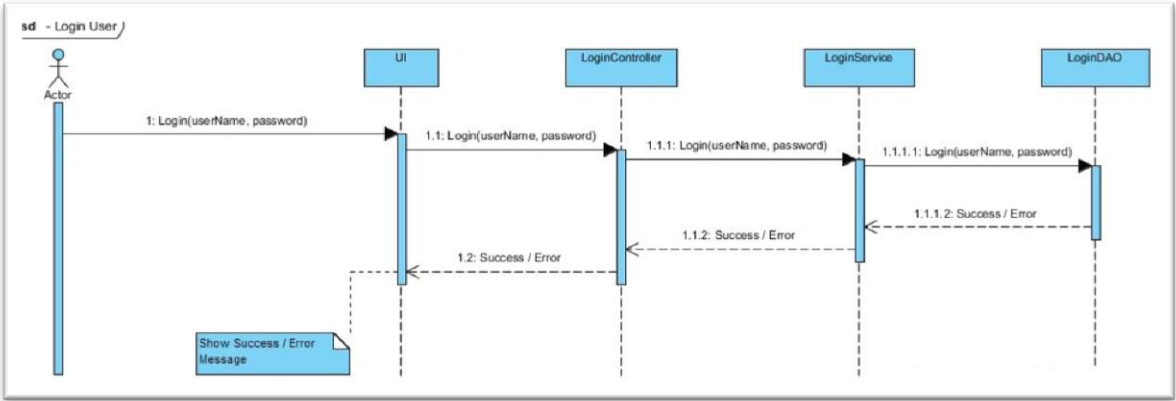 sd - Login User
Actor
UI
LoginController
LoginService
LoginDAO
1: Login(userName, password)
1.1: Login(userName, password)
1.1.1: Login(userName, password)
1.1.1.1: Login(userName, password)
1.1.1.2: Success / Error
1.1.2: Success / Error
1.2: Success / Error
Show Success / Error
Message